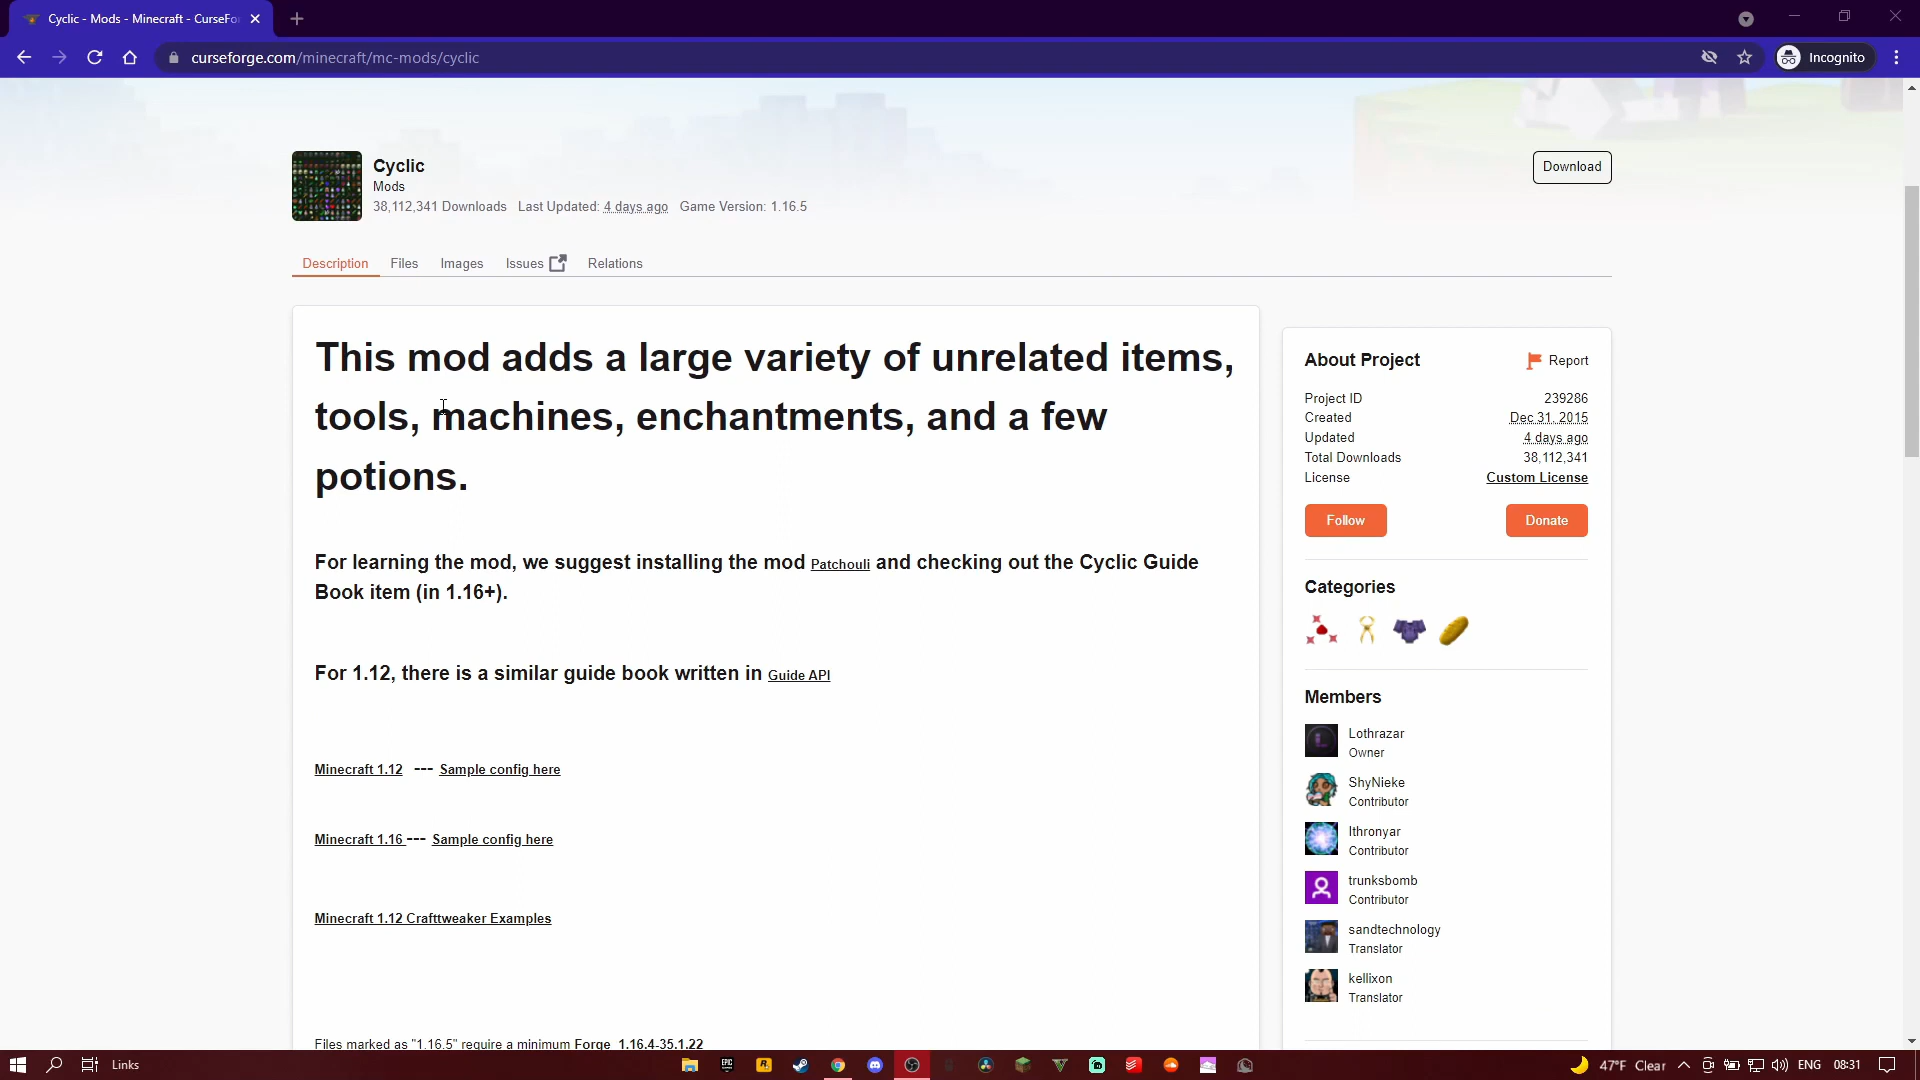 Cyclic - Mods - Minecraft - CurseFo
curseforge.com/minecraft/mc-mods/cyclic
Incognito
Cyclic
Mods
38,112,341 Downloads Last Updated: 4 days ago Game Version: 1.16.5
Download
Description Files Images Issues Relations
This mod adds a large variety of unrelated items,
tools, machines, enchantments, and a few
potions.
For learning the mod, we suggest installing the mod Patchouli and checking out the Cyclic Guide
Book item (in 1.16+).
For 1.12, there is a similar guide book written in Guide API
Minecraft 1.12 --- Sample config here
Minecraft 1.16 --- Sample config here
Minecraft 1.12 Crafttweaker Examples
Files marked as "1.16.5" require a minimum Forge 1.16.4-35.1.22
About Project
Report
Project ID 239286
Created Dec 31, 2015
Updated 4 days ago
Total Downloads 38,112,341
License Custom License
Follow
Donate
Categories
Members
Lothrazar
Owner
ShyNieke
Contributor
Ithronyar
Contributor
trunksbomb
Contributor
sandtechnology
Translator
kellixon
Translator
Links
EPIC
47°F Clear
ENG
08:31